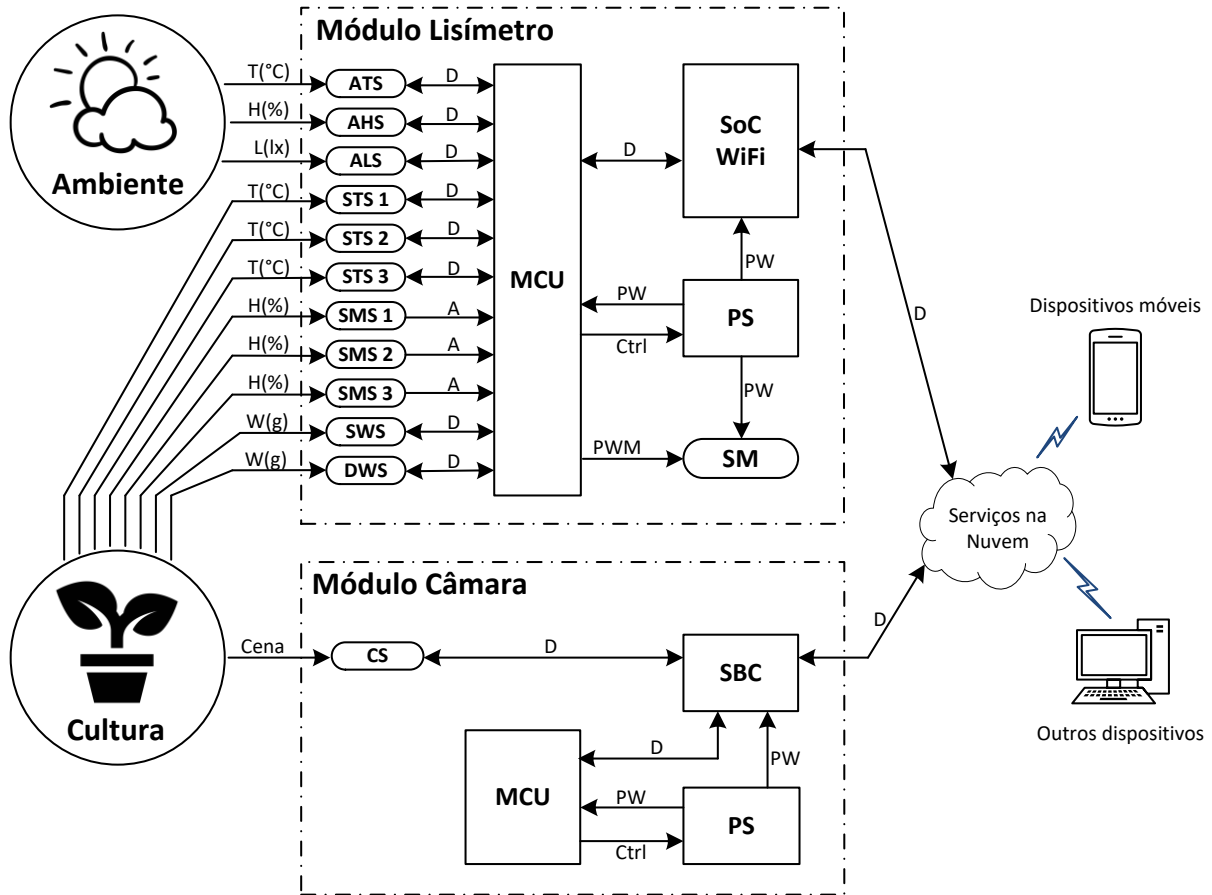 Módulo Lisímetro
Ambiente
T(°C)
ATS
D
H(%)
AHS
D
L(lx)
ALS
D
T(°C)
STS 1
D
T(°C)
STS 2
D
T(°C)
STS 3
D
H(%)
SMS 1
A
H(%)
SMS 2
A
H(%)
SMS 3
A
W(g)
SWS
D
W(g)
DWS
D
MCU
D
SoC
WiFi
PW
PW
Ctrl
PS
PW
PWM
SM
D
Dispositivos móveis
Serviços na
Nuvem
Outros dispositivos
Módulo Câmara
Cultura
Cena
CS
D
SBC
D
D
PW
MCU
PW
Ctrl
PS